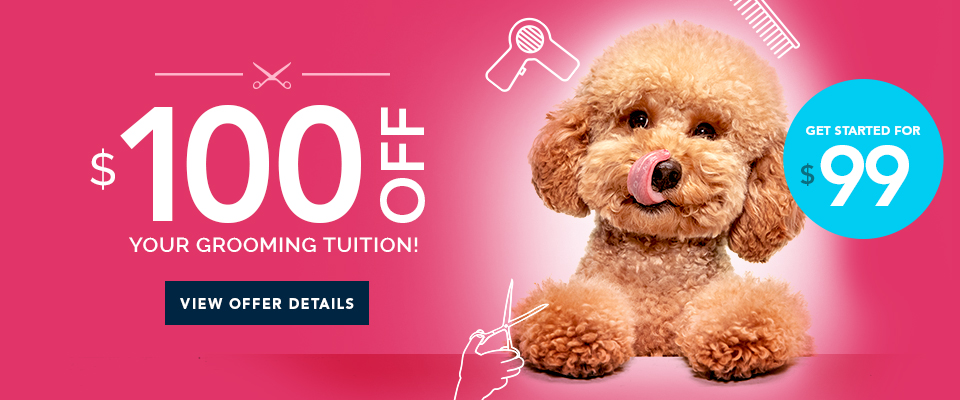 $100 OFF
YOUR GROOMING TUITION!
VIEW OFFER DETAILS
GET STARTED FOR
$99